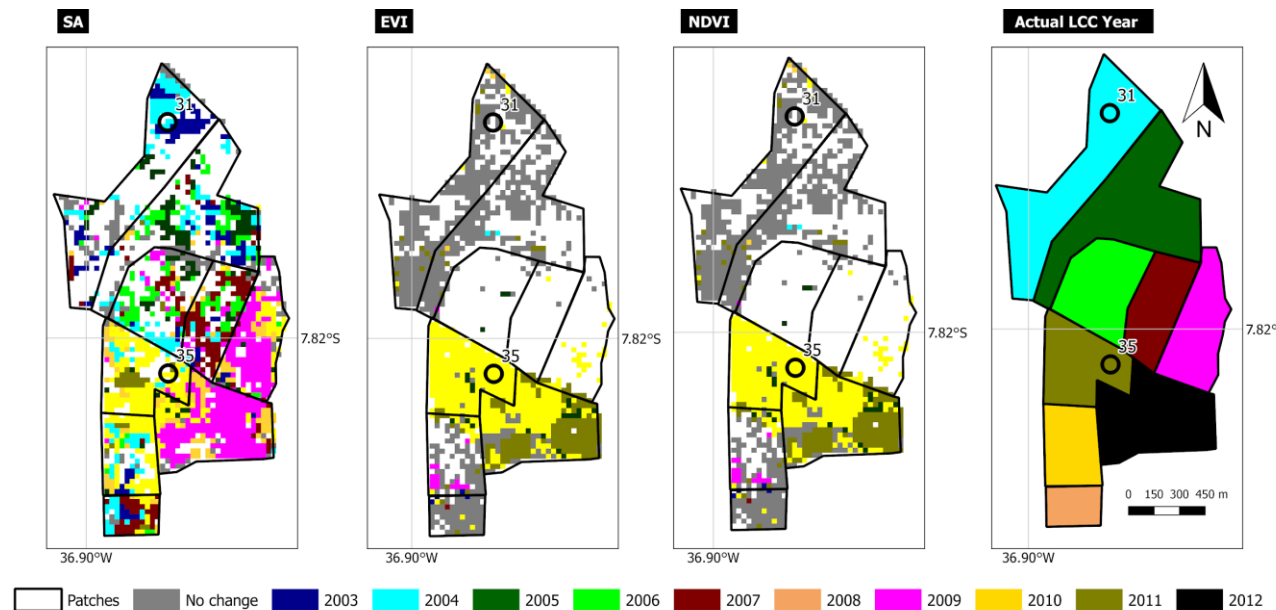 SA
EVI
NDVI
Actual LCC Year
31
31
31
31
N
35
35
35
35
7.82°S
7.82°S
0 150 300 450 m
36.90°W
36.90°W
36.90°W
36.90°W
Patches No change 2003 2004 2005 2006 2007 2008 2009 2010 2011 2012